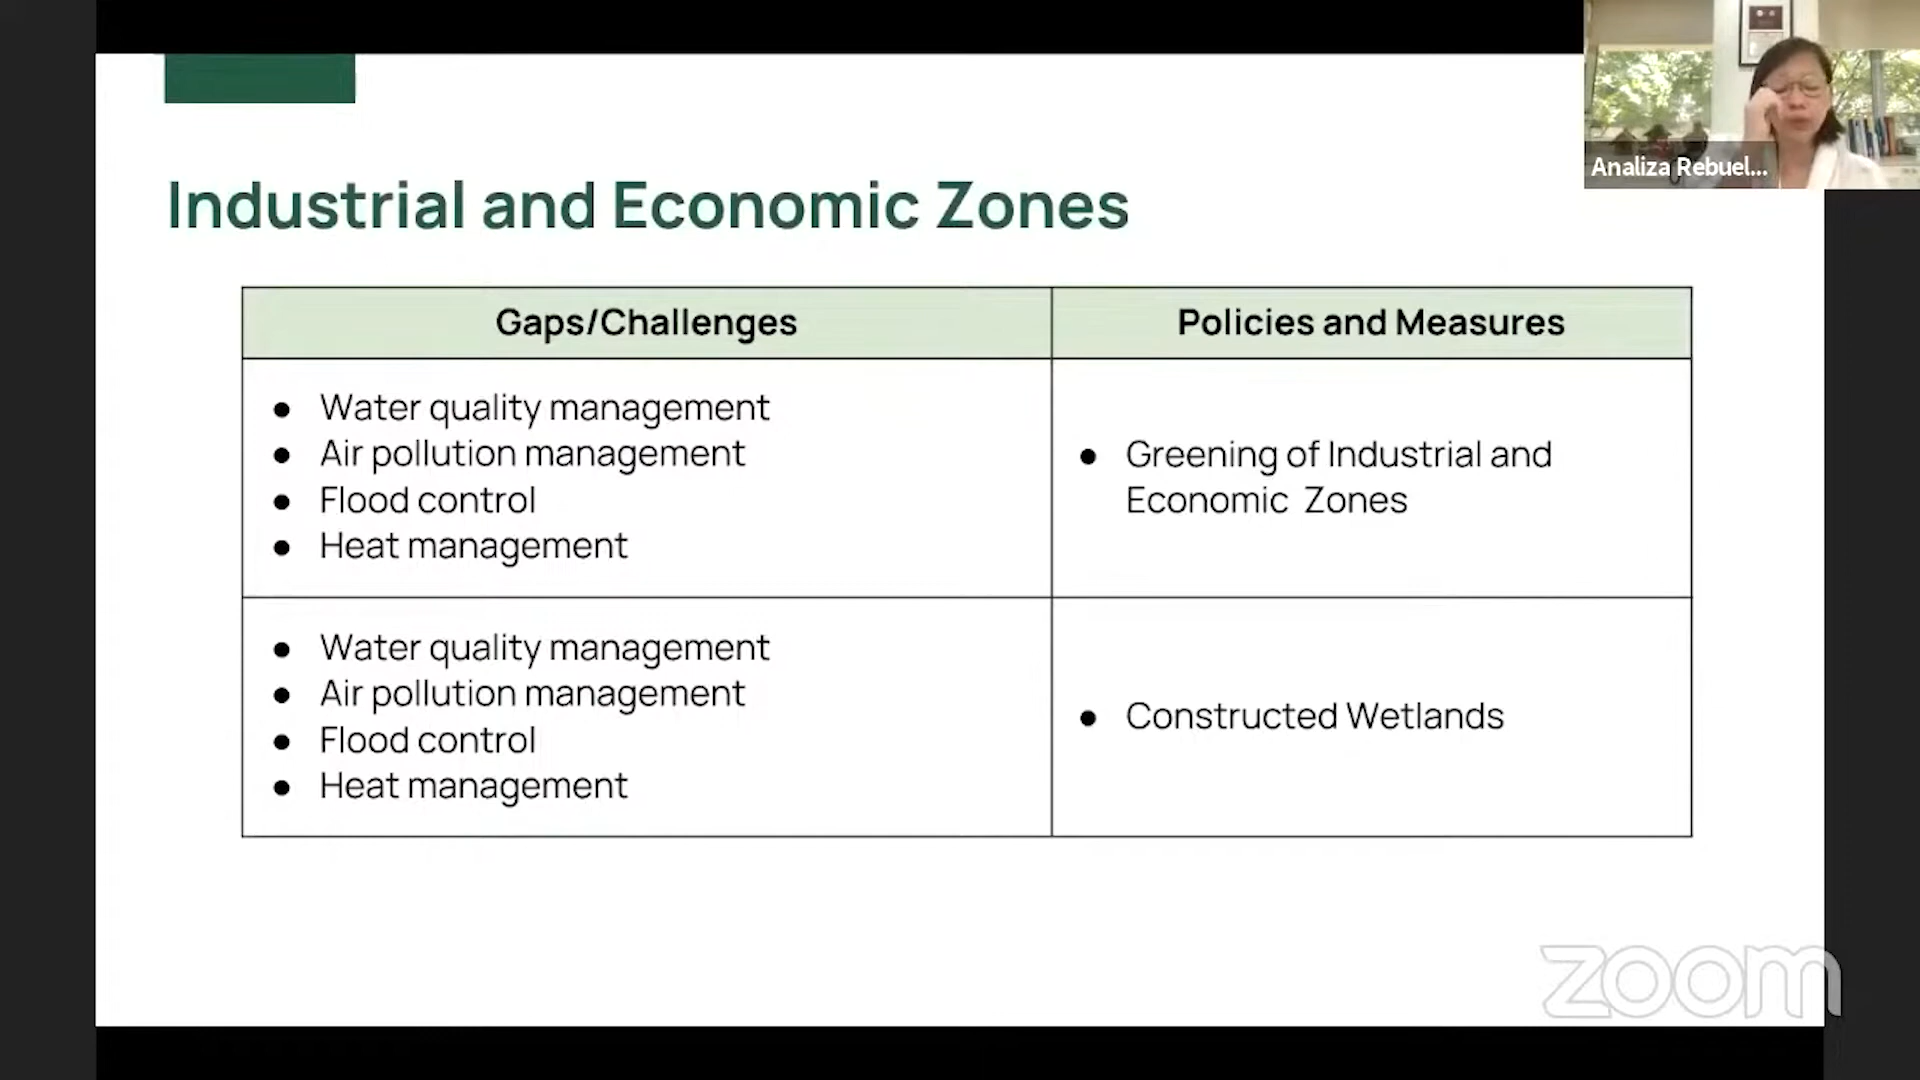 Analiza Rebuel...
Industrial and Economic Zones
Gaps/Challenges
Policies and Measures
● Water quality management
● Air pollution management
● Flood control
● Heat management
● Greening of Industrial and
Economic Zones
● Water quality management
● Air pollution management
● Flood control
● Heat management
● Constructed Wetlands
zoom